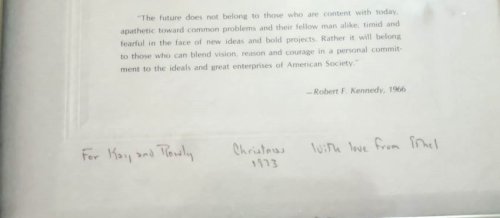 "The future does not belong to those who are content with today,
apathetic toward common problems and their fellow man alike, timid and
fearful in the face of new ideas and bold projects. Rather it will belong
to those who can blend vision, reason and courage in a personal commit-
ment to the ideals and great enterprises of American Society."
—Robert F. Kennedy, 1966
For Kay and Rowly Christmas With love from Ethel
1973